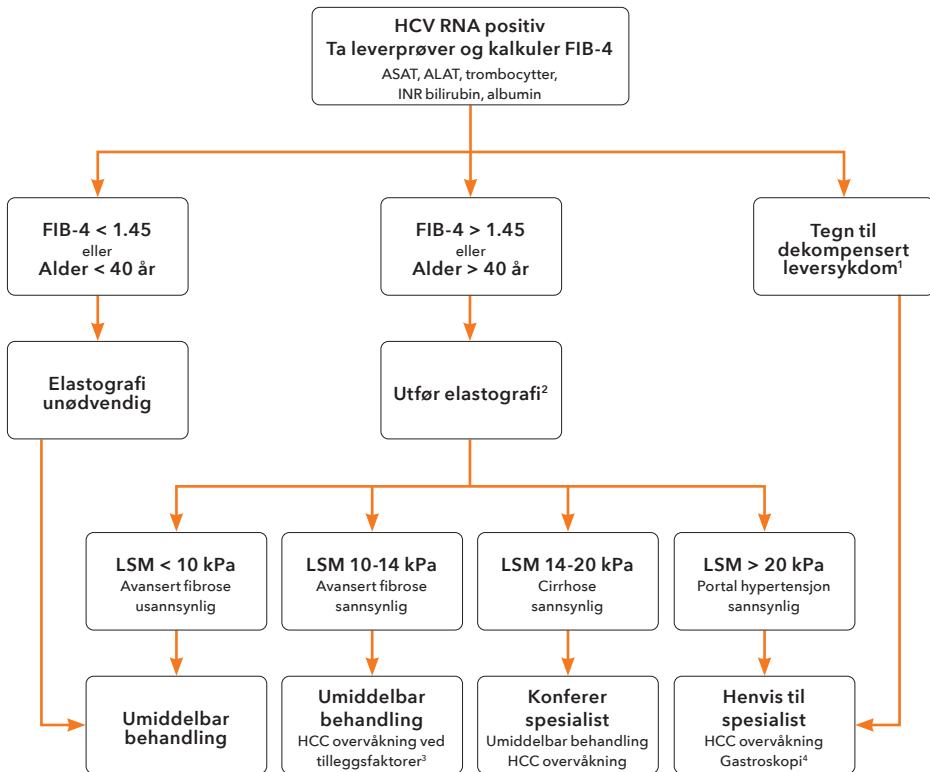 HCV RNA positiv
Ta leverprøver og kalkuler FIB-4
ASAT, ALAT, trombocytter,
INR bilirubin, albumin
FIB-4 < 1.45
eller
Alder < 40 år
FIB-4 > 1.45
eller
Alder > 40 år
Tegn til
dekompensert
leversykdom¹
Elastografi
unødvendig
Utfør elastografi²
LSM < 10 kPa
Avansert fibrose
usannsynlig
LSM 10-14 kPa
Avansert fibrose
sannsynlig
LSM 14-20 kPa
Cirrhose
sannsynlig
LSM > 20 kPa
Portal hypertensjon
sannsynlig
Umiddelbar
behandling
Umiddelbar
behandling
HCC overvåkning ved
tilleggsfaktorer³
Konferer
spesialist
Umiddelbar behandling
HCC overvåkning
Henvis til
spesialist
HCC overvåkning
Gastroskopi⁴